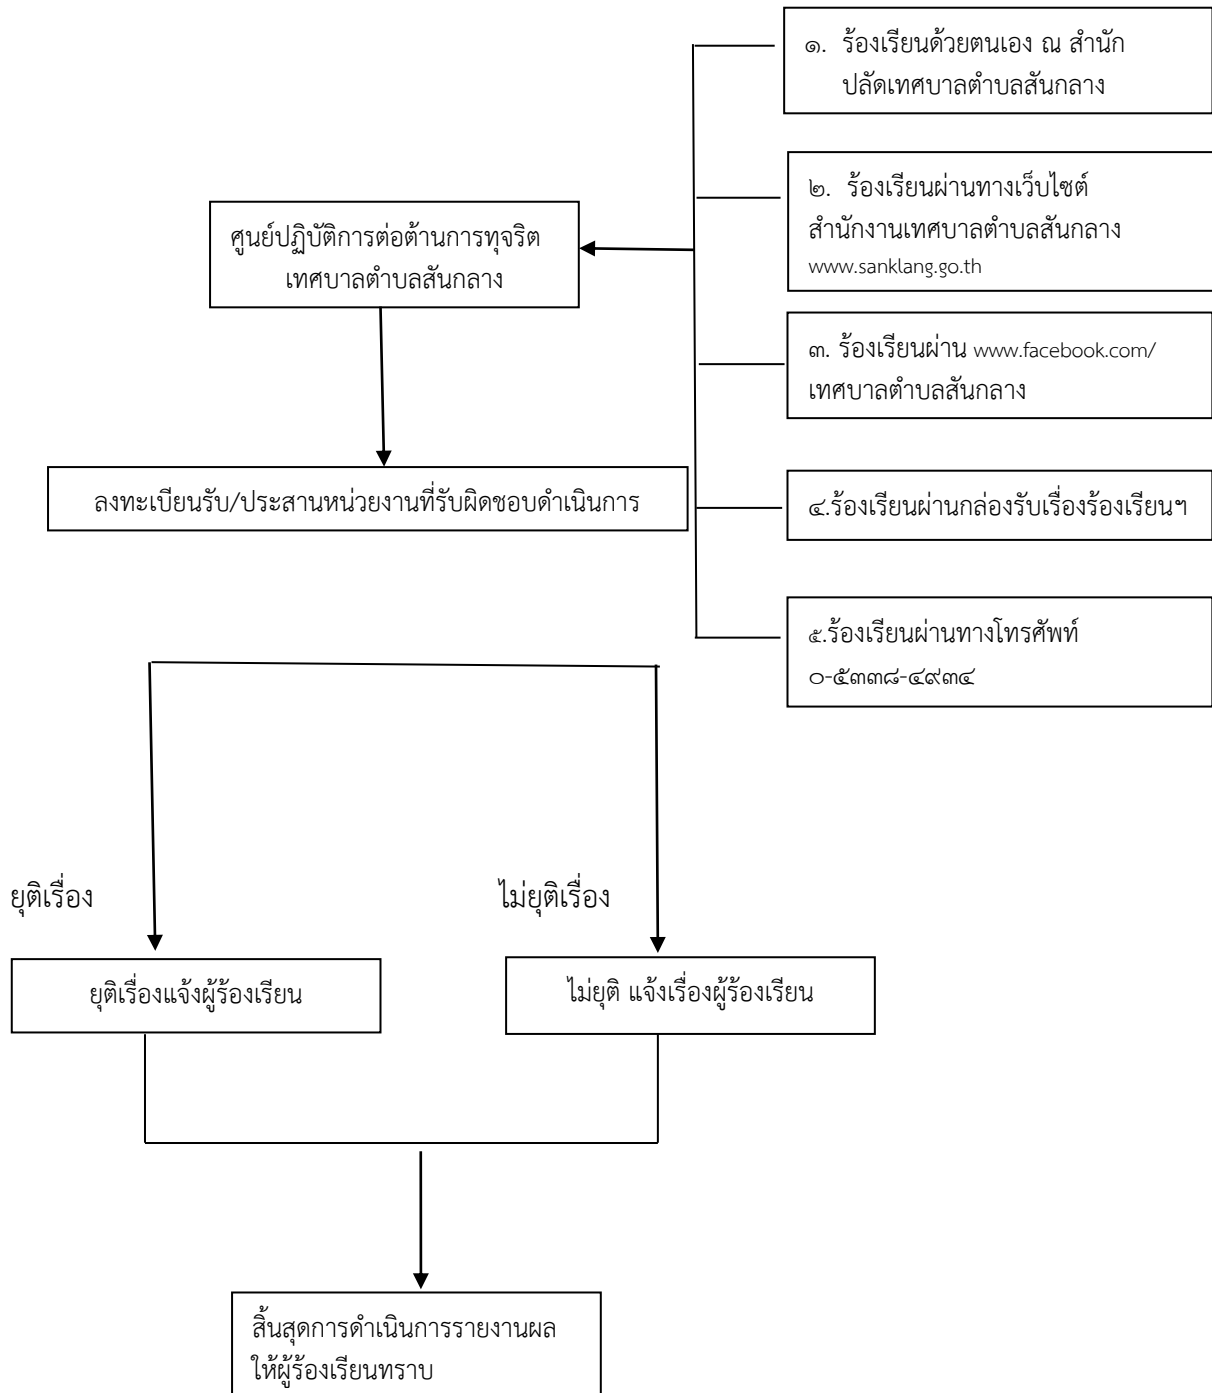 ๑. ร้องเรียนด้วยตนเอง ณ สำนัก
ปลัดเทศบาลตำบลสันกลาง
๒. ร้องเรียนผ่านทางเว็บไซต์
สำนักงานเทศบาลตำบลสันกลาง
www.sanklang.go.th
ศูนย์ปฏิบัติการต่อต้านการทุจริต
เทศบาลตำบลสันกลาง
๓. ร้องเรียนผ่าน www.facebook.com/
เทศบาลตำบลสันกลาง
ลงทะเบียนรับ/ประสานหน่วยงานที่รับผิดชอบดำเนินการ
๔.ร้องเรียนผ่านกล่องรับเรื่องร้องเรียนฯ
๕.ร้องเรียนผ่านทางโทรศัพท์
๐-๕๓๓๘-๔๙๓๔
ยุติเรื่อง
ไม่ยุติเรื่อง
ยุติเรื่องแจ้งผู้ร้องเรียน
ไม่ยุติ แจ้งเรื่องผู้ร้องเรียน
สิ้นสุดการดำเนินการรายงานผล
ให้ผู้ร้องเรียนทราบ